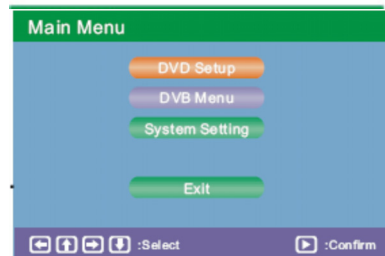 Main Menu
DVD Setup
DVB Menu
System Setting
Exit
:Select :Confirm